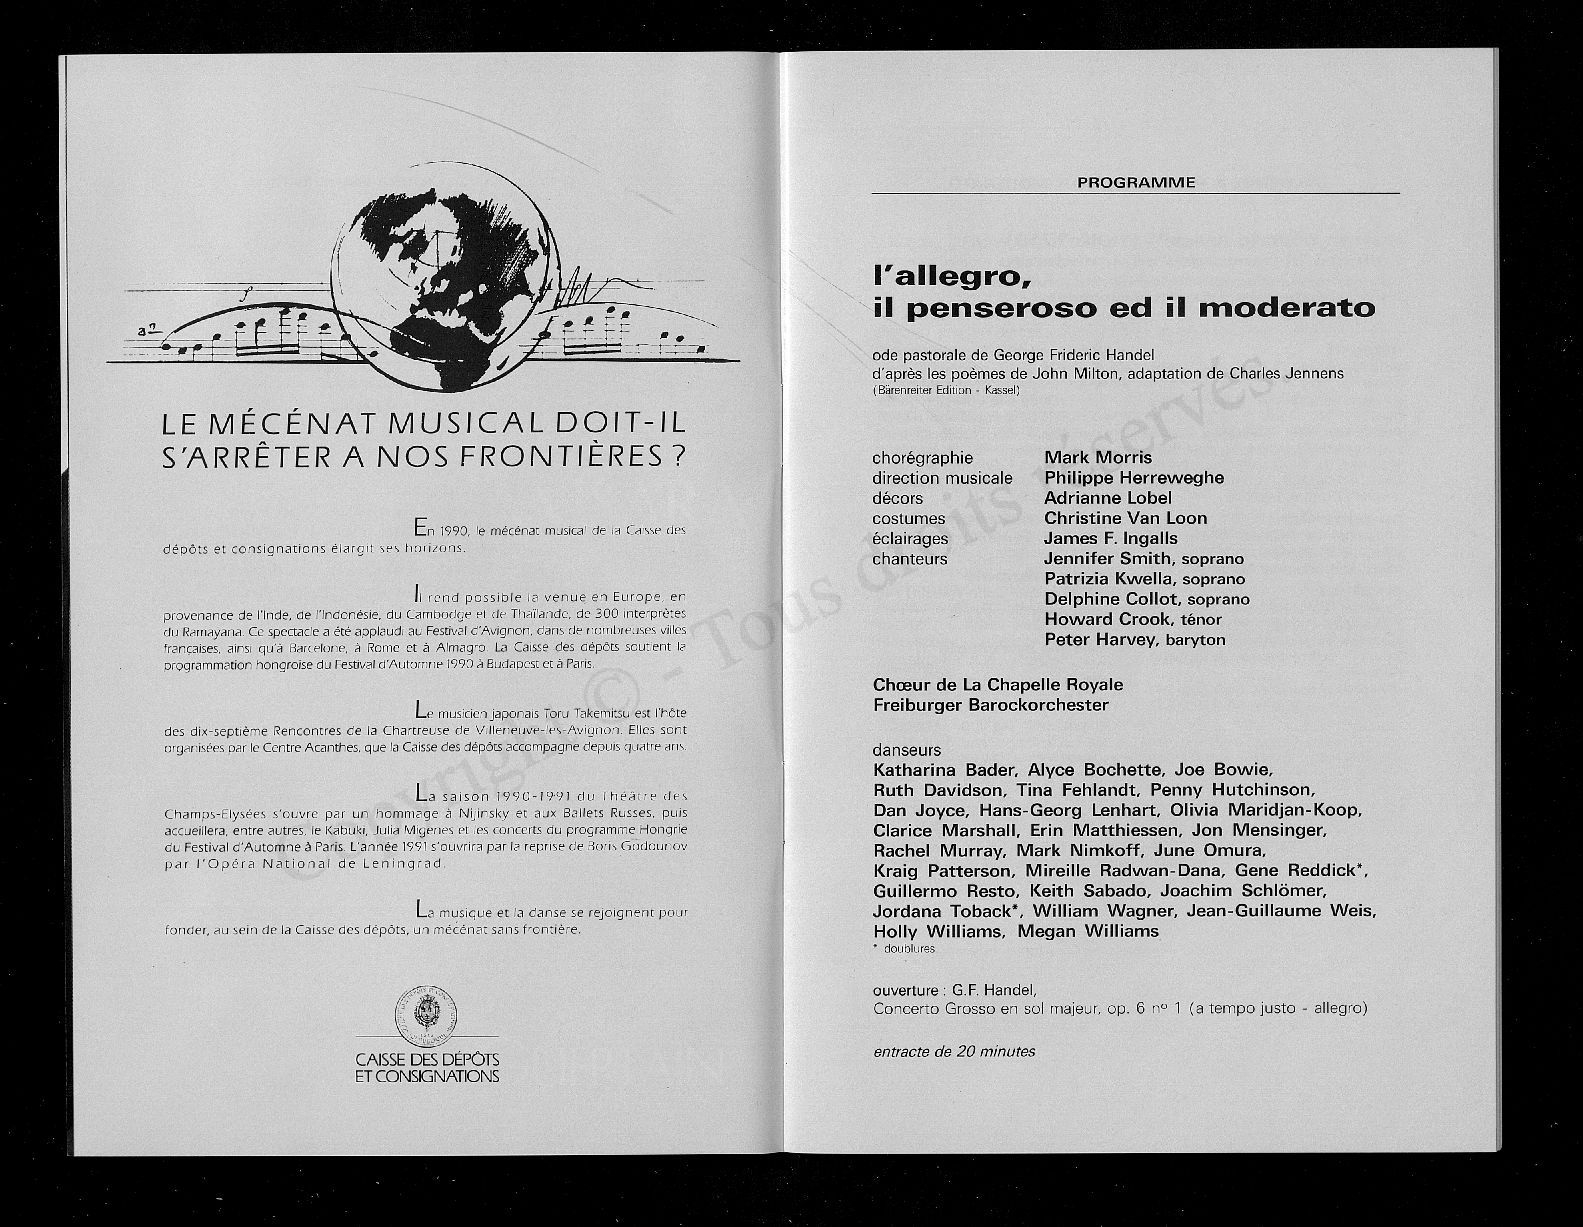 LE MÉCÉNAT MUSICAL DOIT-IL
S'ARRÊTER A NOS FRONTIÈRES ?
En 1990, le mécénat musical de la Caisse des
dépôts et consignations élargit ses horizons.
Il rend possible la venue en Europe, en
provenance de l'Inde, de l'Indonésie, du Cambodge et de Thaïlande, de 300 interprètes
du Ramayana. Ce spectacle a été applaudi au Festival d'Avignon, dans de nombreuses villes
françaises, ainsi qu'à Barcelone, à Rome et à Almagro. La Caisse des dépôts soutient la
programmation hongroise du Festival d'Automne 1990 à Budapest et à Paris.
Le musicien japonais Toru Takemitsu est l'hôte
des dix-septième Rencontres de la Chartreuse de Villeneuve-les-Avignon. Elles sont
organisées par le Centre Acanthes, que la Caisse des dépôts accompagne depuis quatre ans.
La saison 1990-1991 du Théâtre des
Champs-Elysées s'ouvre par un hommage à Nijinsky et aux Ballets Russes, puis
accueillera, entre autres, le Kabuki, Julia Migenes et les concerts du programme Hongrie
du Festival d'Automne à Paris. L'année 1991 s'ouvrira par la reprise de Boris Godounov
par l'Opéra National de Leningrad.
La musique et la danse se rejoignent pour
fonder, au sein de la Caisse des dépôts, un mécénat sans frontière.
CAISSE DES DÉPÔTS
ET CONSIGNATIONS
PROGRAMME
l'allegro,
il penseroso ed il moderato
ode pastorale de George Frideric Handel
d'après les poèmes de John Milton, adaptation de Charles Jennens
(Bärenreiter Edition - Kassel)
chorégraphie Mark Morris
direction musicale Philippe Herreweghe
décors Adrianne Lobel
costumes Christine Van Loon
éclairages James F. Ingalls
chanteurs Jennifer Smith, soprano
Patrizia Kwella, soprano
Delphine Collot, soprano
Howard Crook, ténor
Peter Harvey, baryton
Chœur de La Chapelle Royale
Freiburger Barockorchester
danseurs
Katharina Bader, Alyce Bochette, Joe Bowie,
Ruth Davidson, Tina Fehlandt, Penny Hutchinson,
Dan Joyce, Hans-Georg Lenhart, Olivia Maridjan-Koop,
Clarice Marshall, Erin Matthiessen, Jon Mensinger,
Rachel Murray, Mark Nimkoff, June Omura,
Kraig Patterson, Mireille Radwan-Dana, Gene Reddick*,
Guillermo Resto, Keith Sabado, Joachim Schlömer,
Jordana Toback*, William Wagner, Jean-Guillaume Weis,
Holly Williams, Megan Williams
* doublures
ouverture : G.F. Handel,
Concerto Grosso en sol majeur, op. 6 nº 1 (a tempo justo - allegro)
entracte de 20 minutes
Copyright © - Tous droits réservés.